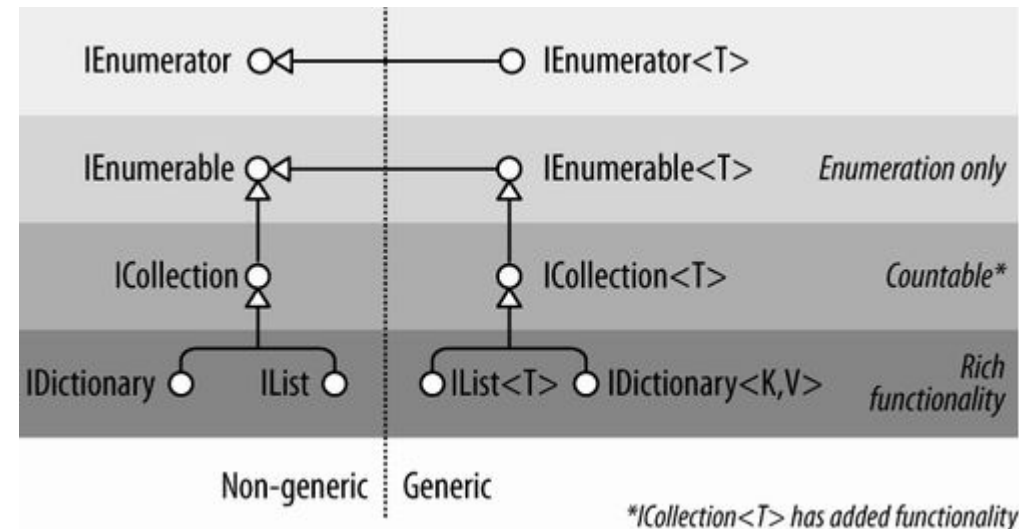 IEnumerator IEnumerator<T>
IEnumerable IEnumerable<T> Enumeration only
ICollection ICollection<T> Countable*
IDictionary IList IList<T> IDictionary<K,V> Rich
functionality
Non-generic Generic
*ICollection<T> has added functionality